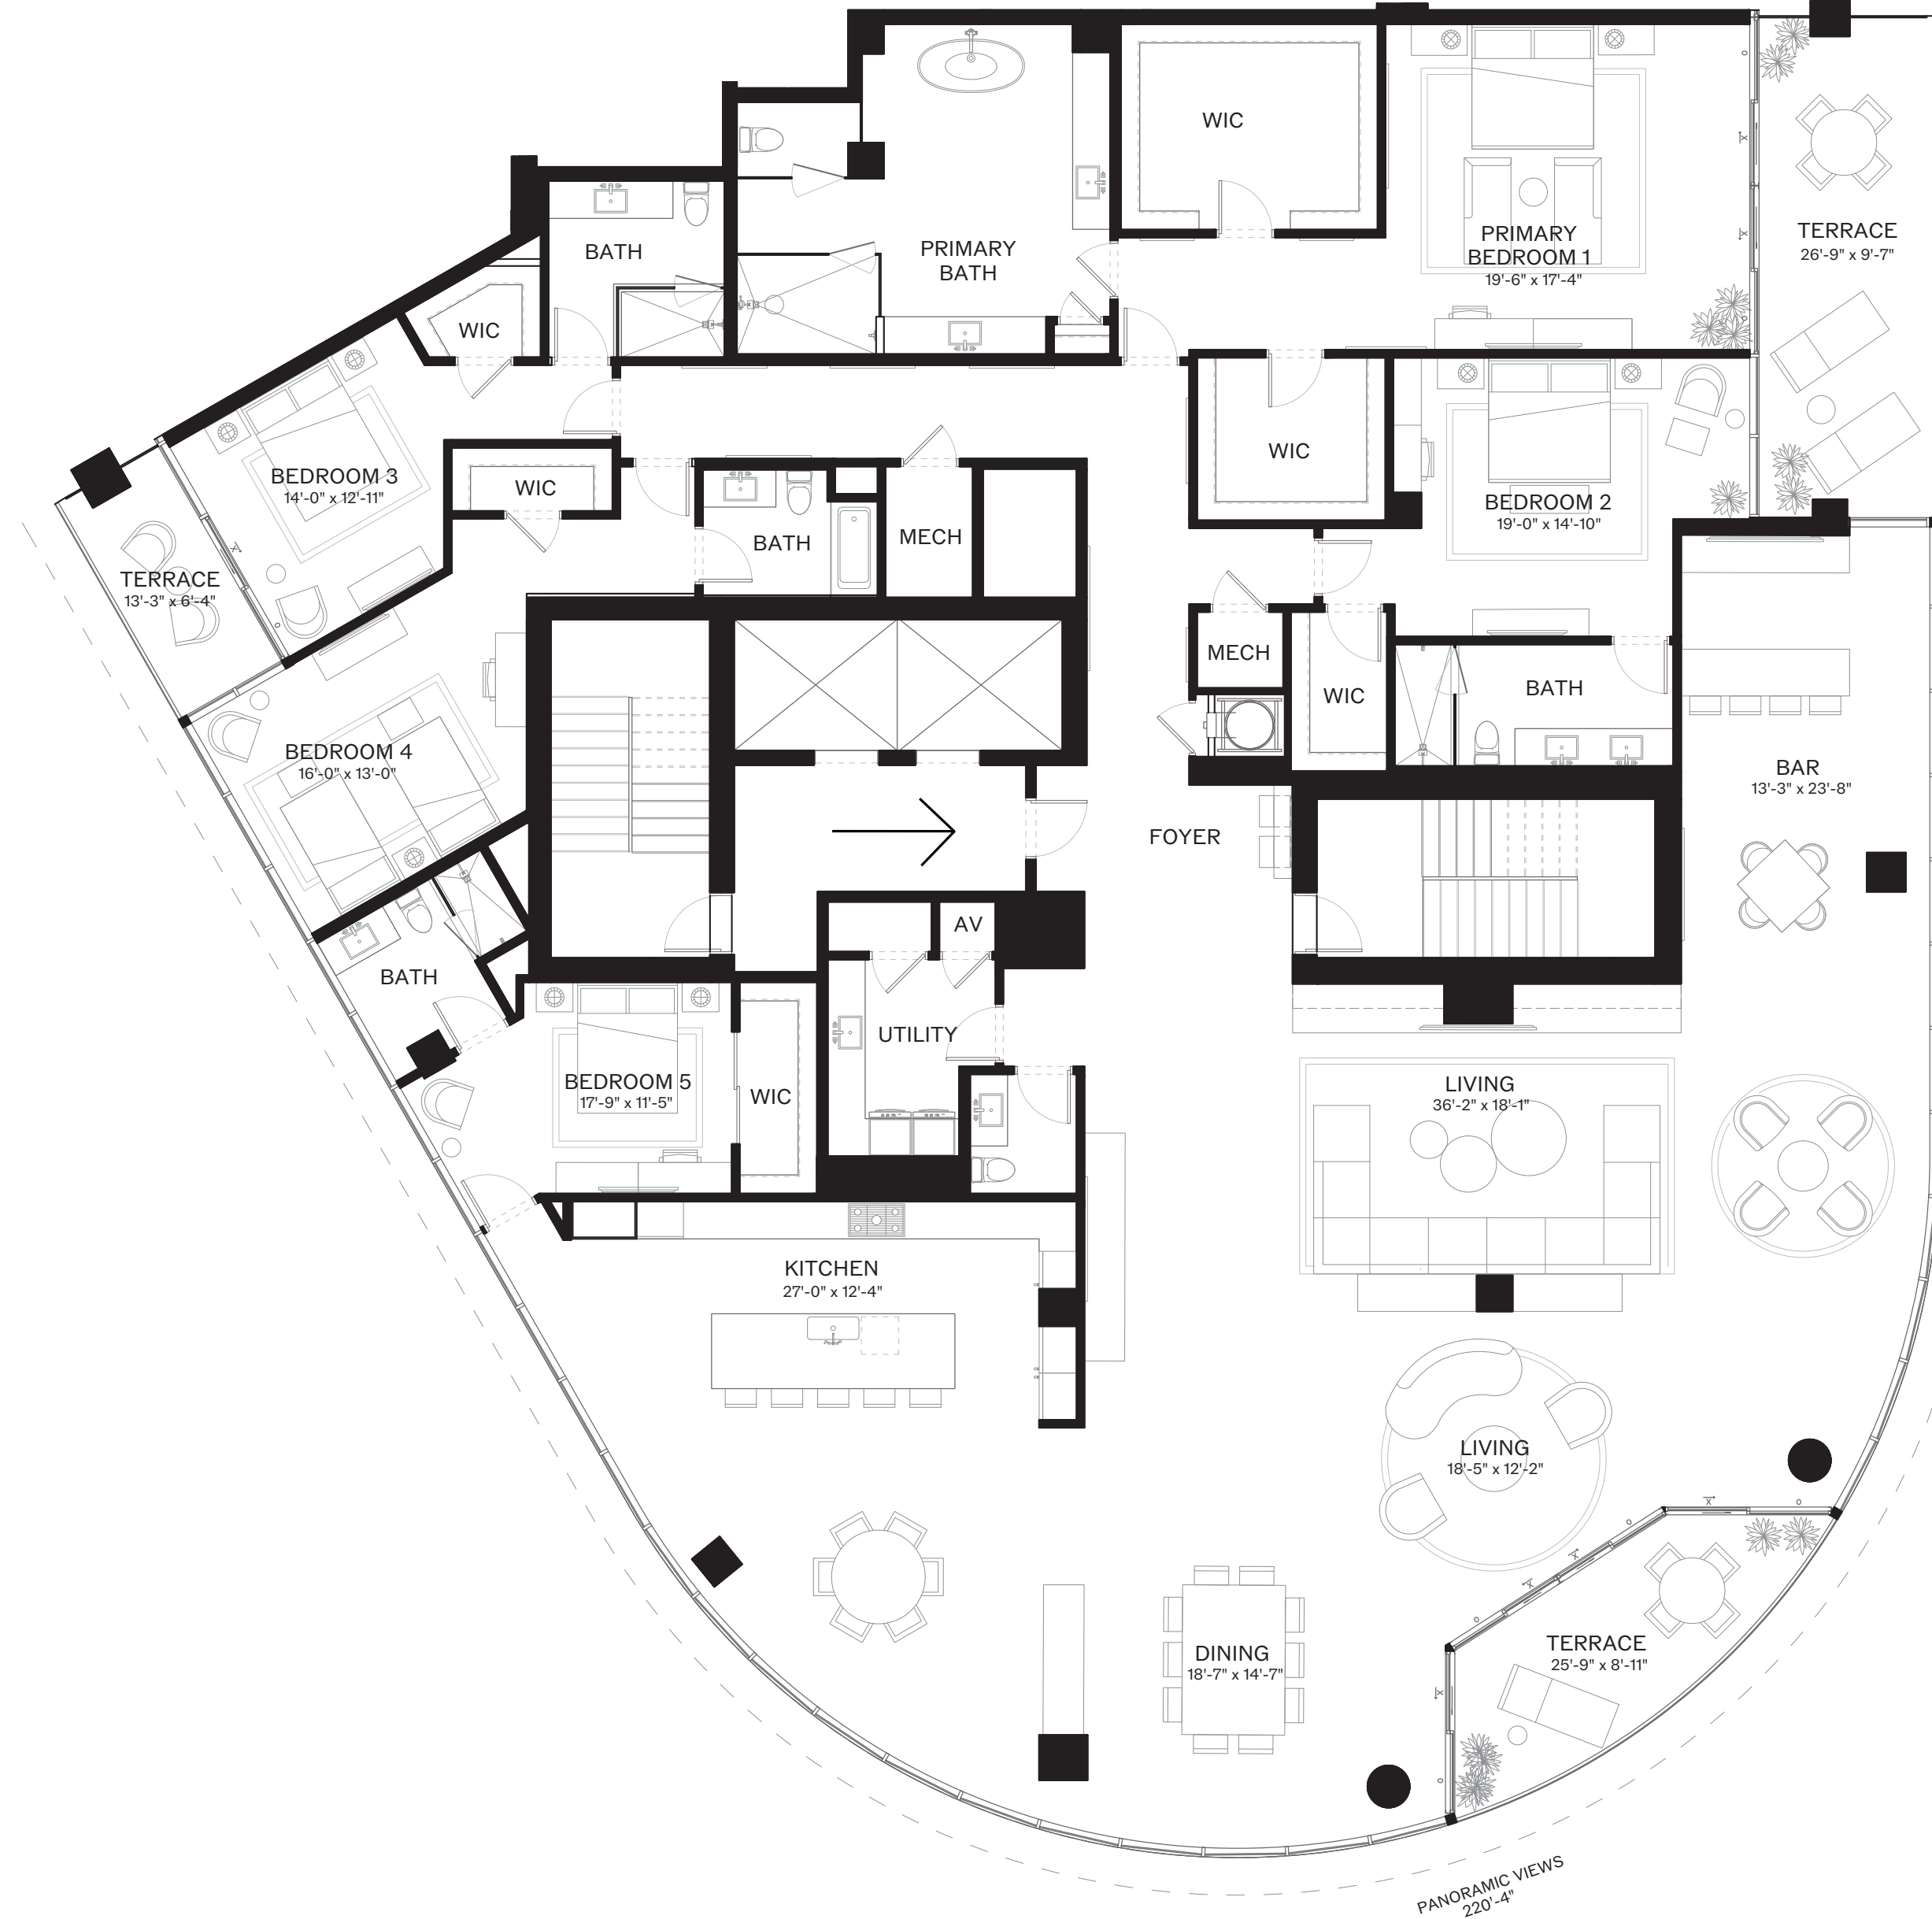 WIC
PRIMARY
BATH
PRIMARY
BEDROOM 1
19'-6" x 17'-4"
TERRACE
26'-9" x 9'-7"
BATH
WIC
WIC
BEDROOM 3
14'-0" x 12'-11"
WIC
BEDROOM 2
19'-0" x 14'-10"
BATH
MECH
TERRACE
13'-3" x 6'-4"
MECH
WIC
BATH
BEDROOM 4
16'-0" x 13'-0"
BAR
13'-3" x 23'-8"
FOYER
AV
BATH
UTILITY
BEDROOM 5
17'-9" x 11'-5"
WIC
LIVING
36'-2" x 18'-1"
KITCHEN
27'-0" x 12'-4"
LIVING
18'-5" x 12'-2"
DINING
18'-7" x 14'-7"
TERRACE
25'-9" x 8'-11"
PANORAMIC VIEWS
220'-4"